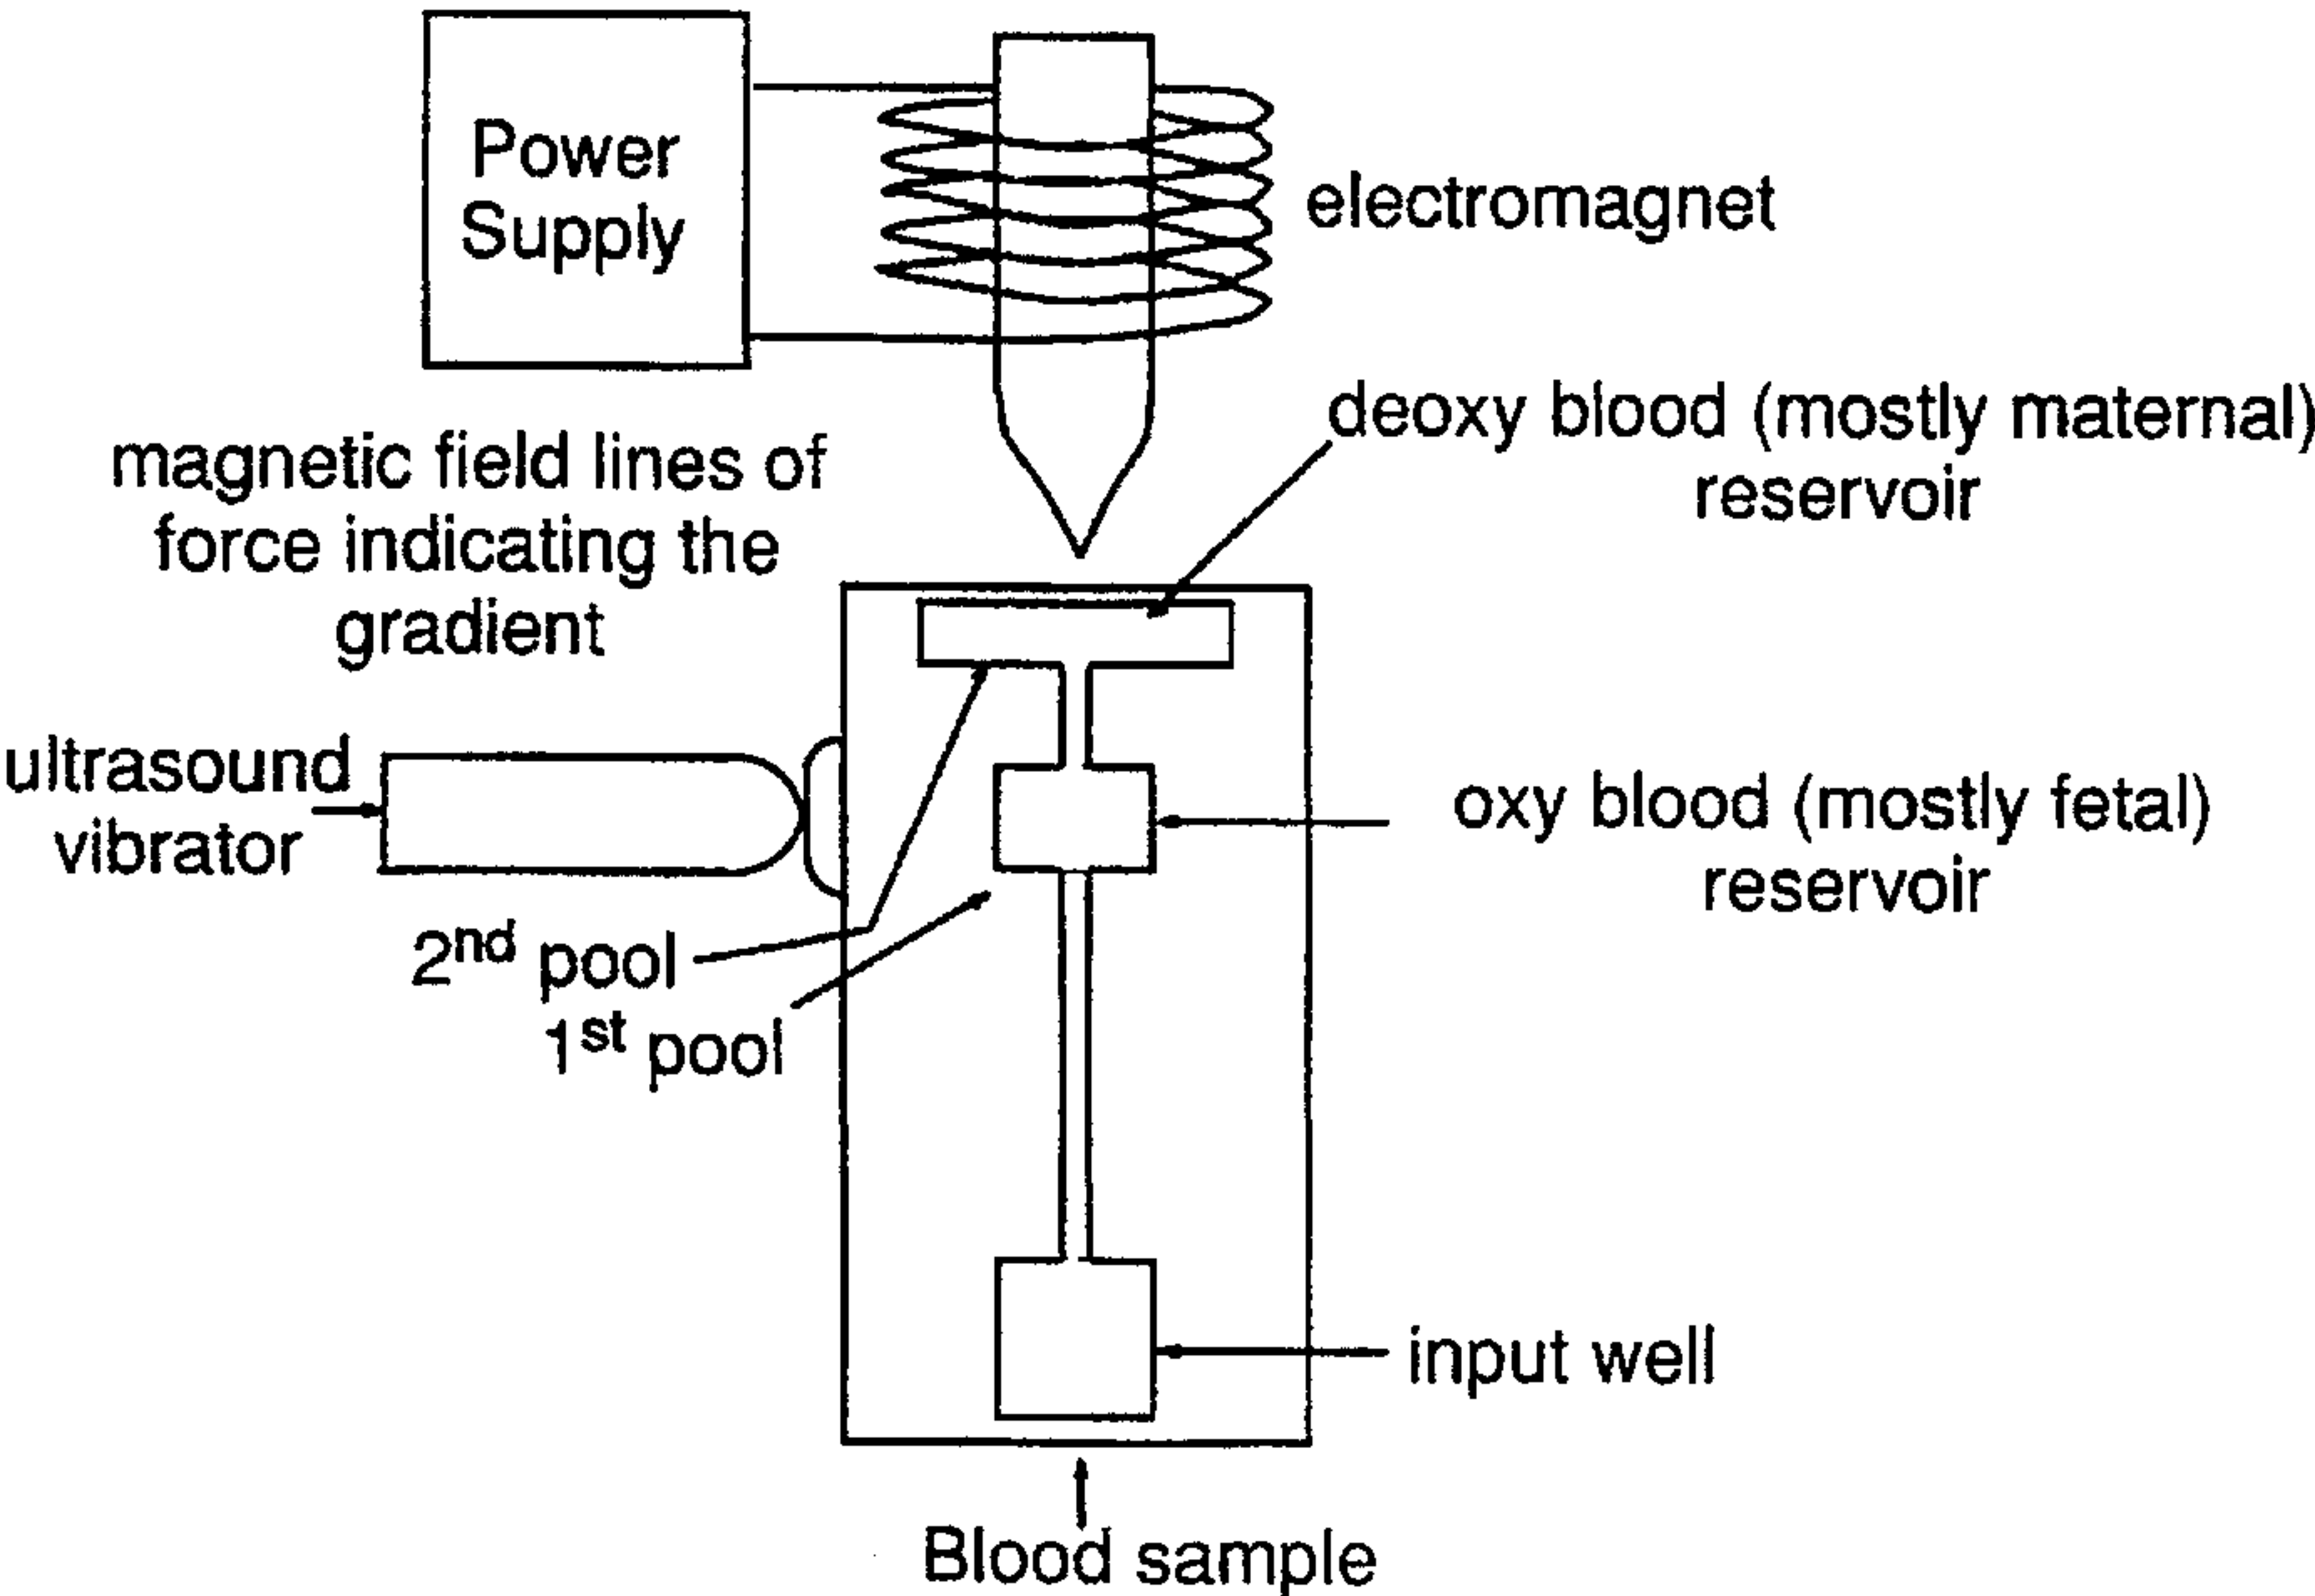 Power
Supply
electromagnet
deoxy blood (mostly maternal)
reservoir
magnetic field lines of
force indicating the
gradient
ultrasound
vibrator
oxy blood (mostly fetal)
reservoir
2nd pool
1st pool
input well
Blood sample